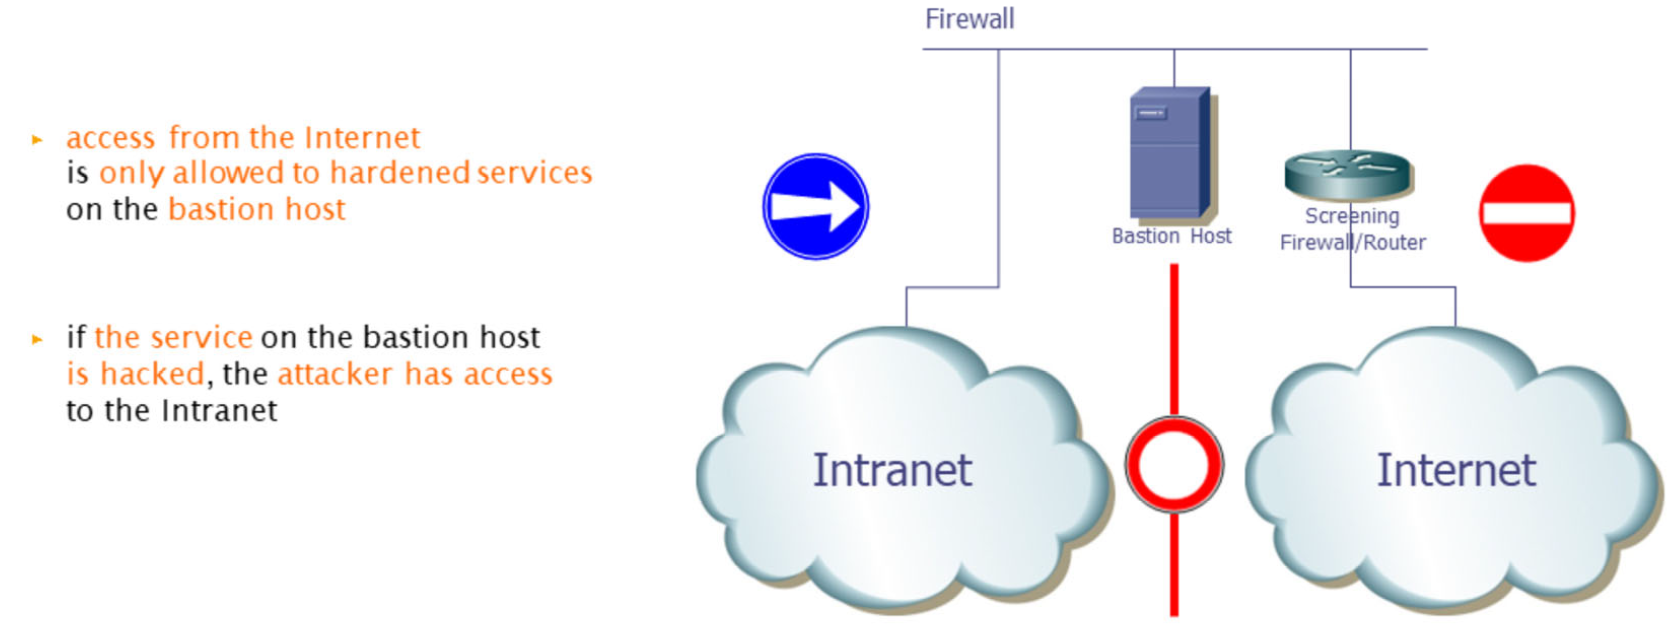 access from the Internet
is only allowed to hardened services
on the bastion host
if the service on the bastion host
is hacked, the attacker has access
to the Intranet
Firewall
Bastion Host
Screening
Firewall/Router
Intranet
Internet